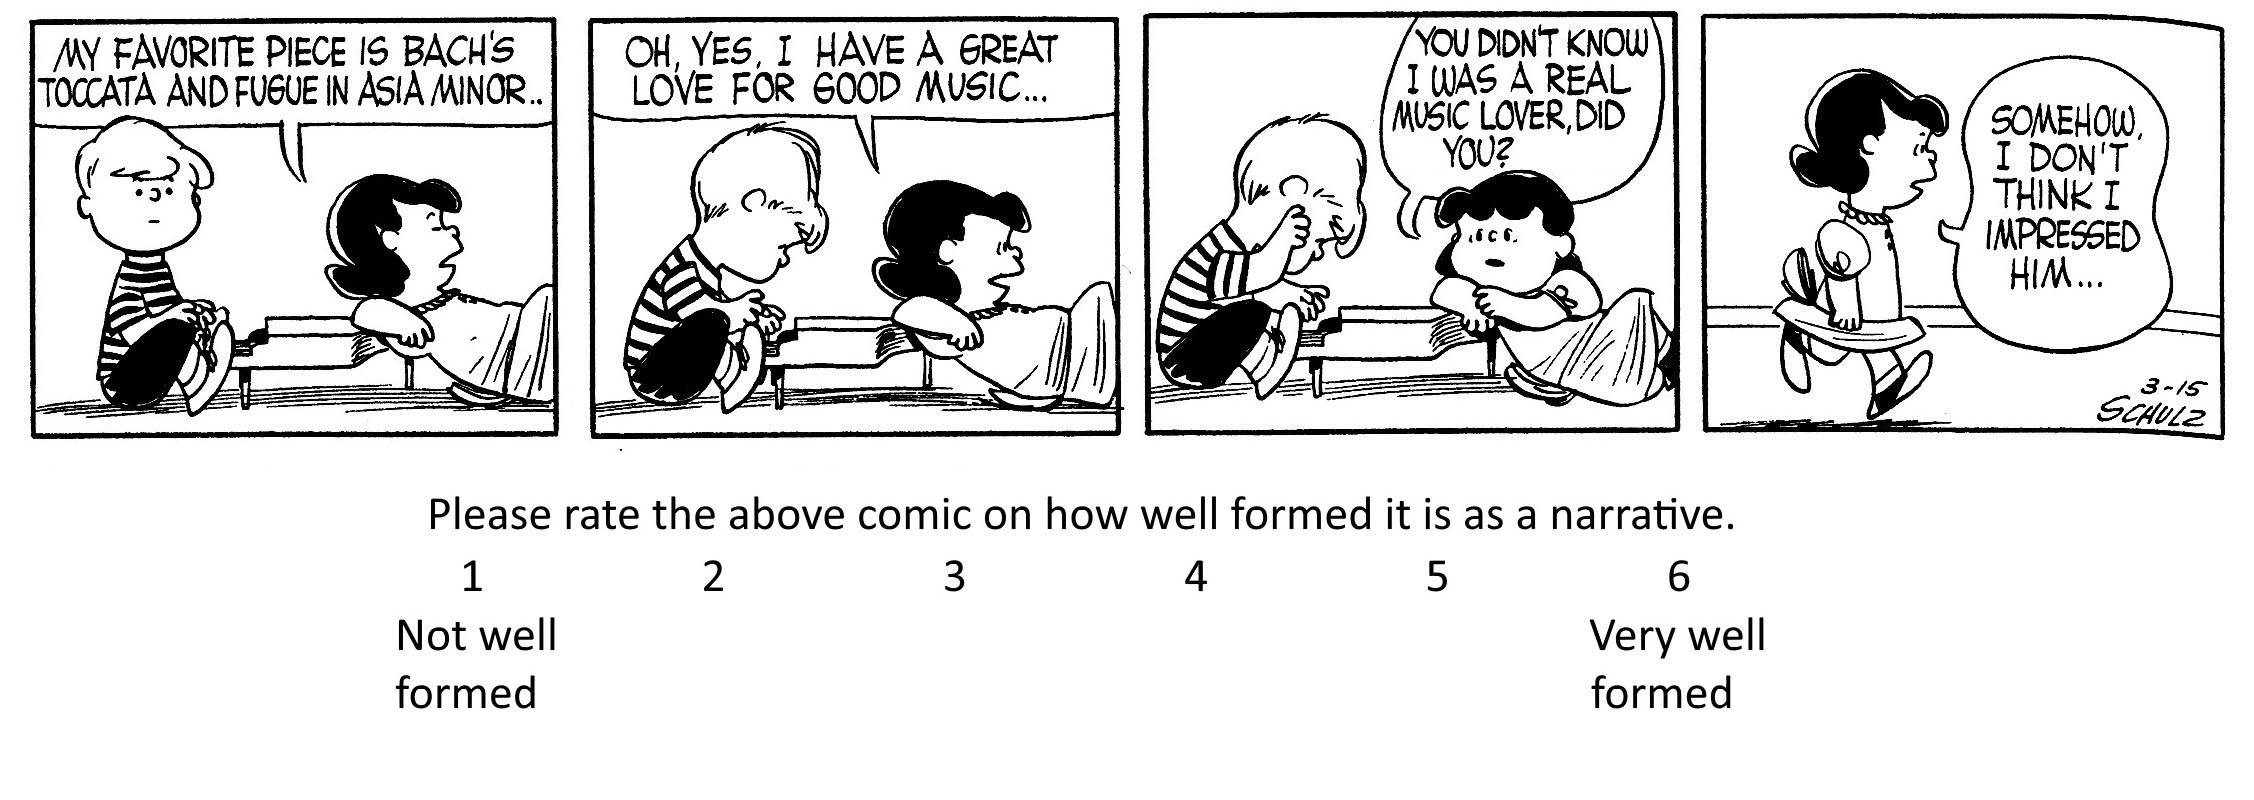 MY FAVORITE PIECE IS BACH'S
TOCCATA AND FUGUE IN ASIA MINOR..
OH, YES, I HAVE A GREAT
LOVE FOR GOOD MUSIC...
YOU DIDN'T KNOW
I WAS A REAL
MUSIC LOVER, DID
YOU?
SOMEHOW,
I DON'T
THINK I
IMPRESSED
HIM...
3-15
SCHULZ
Please rate the above comic on how well formed it is as a narrative.
1 2 3 4 5 6
Not well
formed
Very well
formed